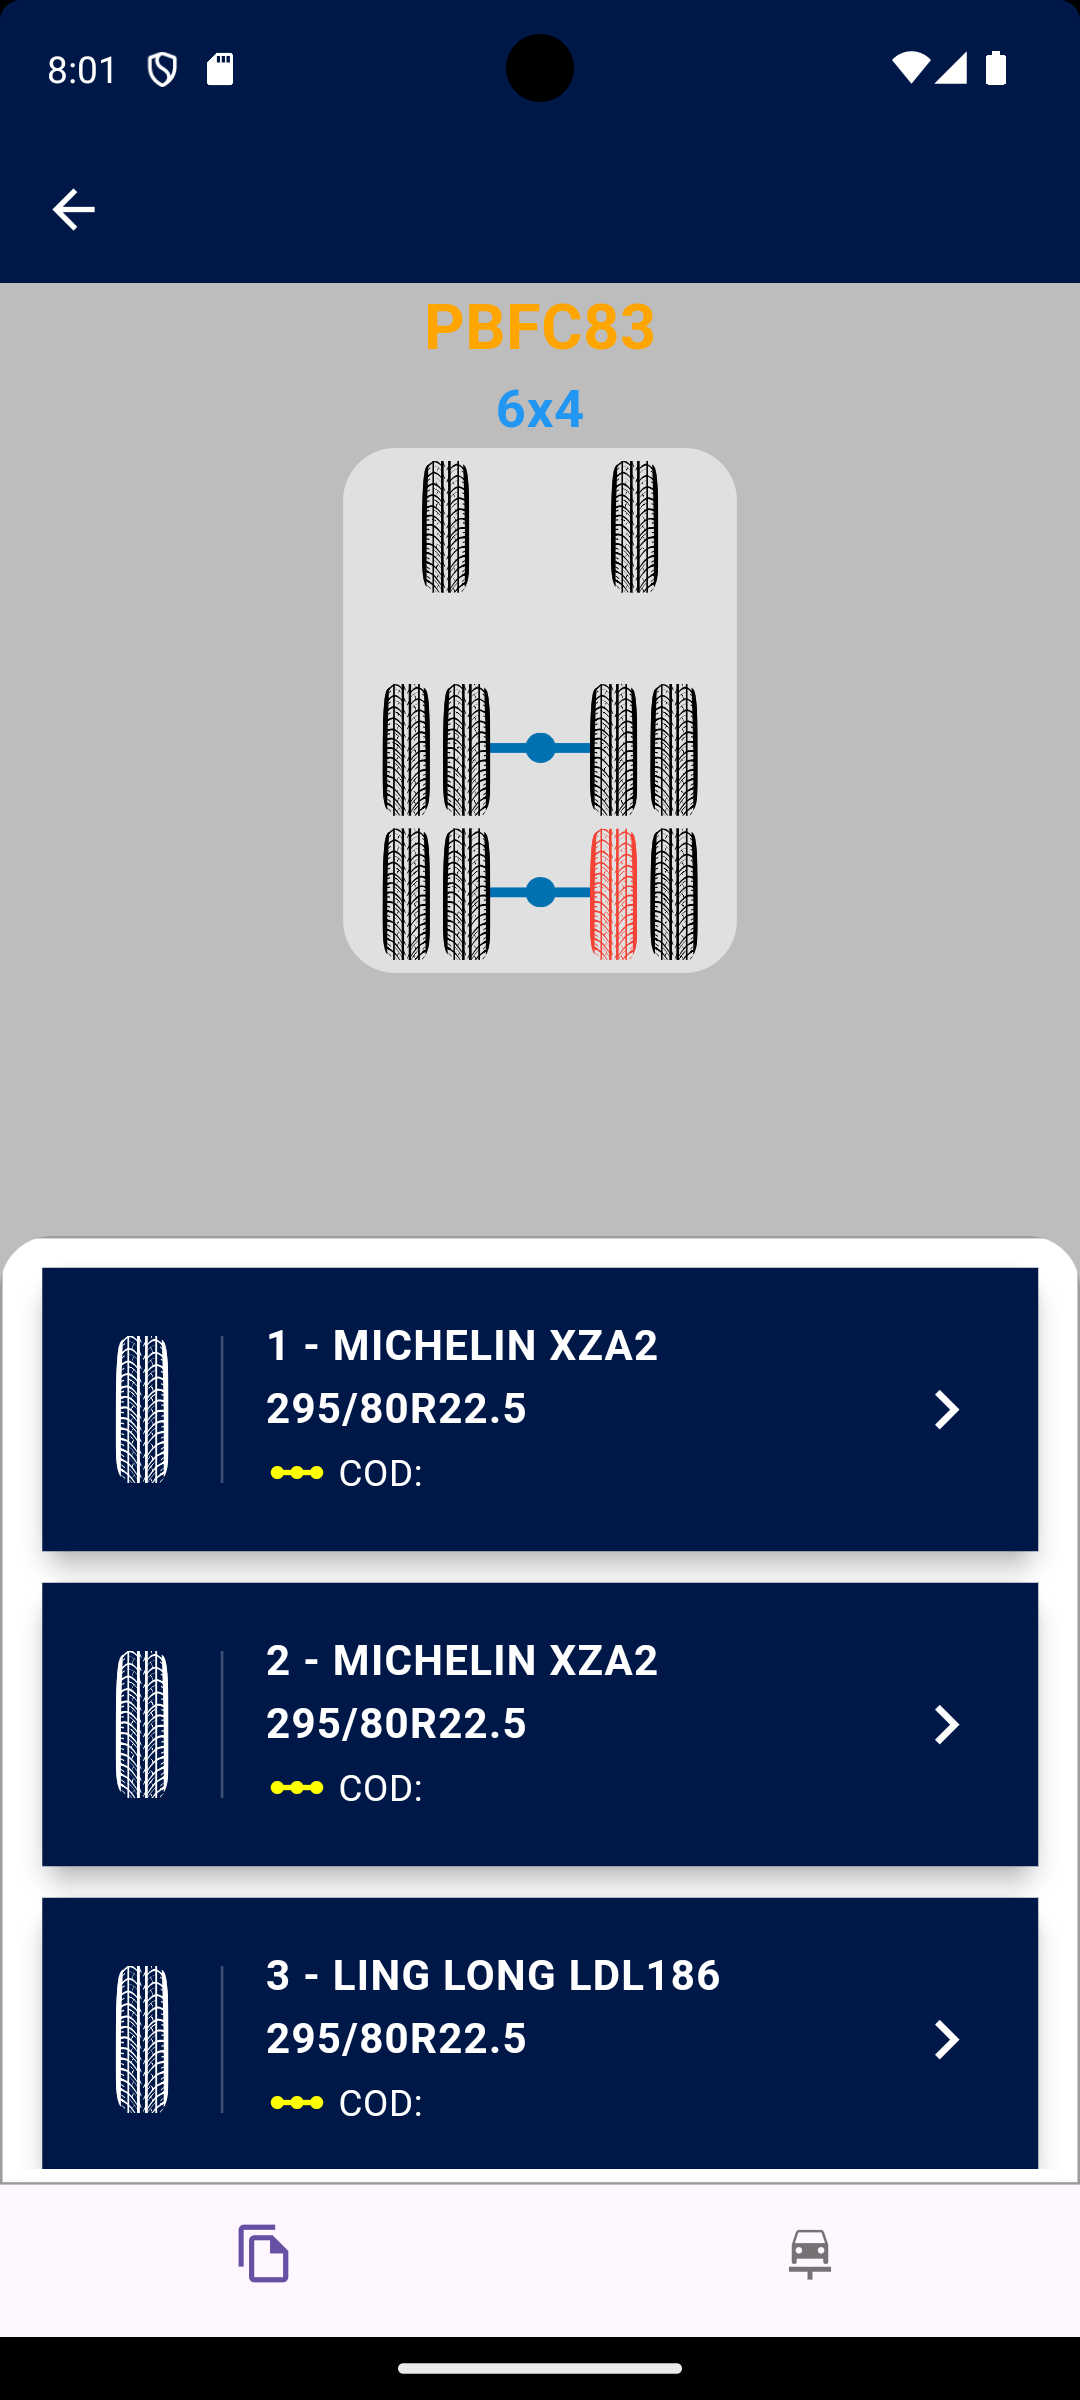 8:01
PBFC83
6x4
1 - MICHELIN XZA2
295/80R22.5
COD:
2 - MICHELIN XZA2
295/80R22.5
COD:
3 - LING LONG LDL186
295/80R22.5
COD: